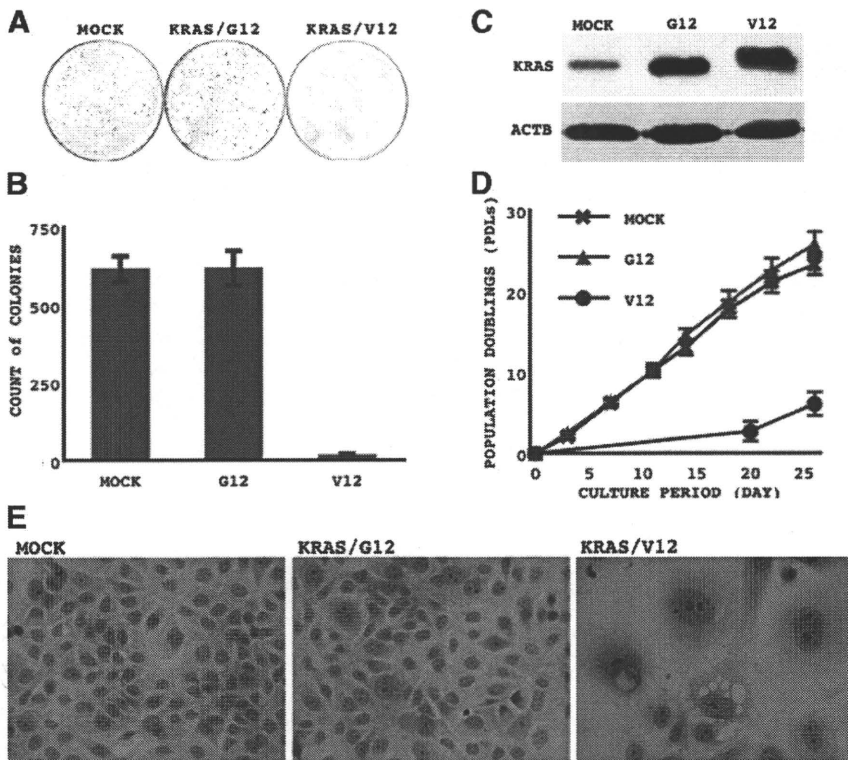 A
MOCK KRAS/G12 KRAS/V12
B
COUNT of COLONIES
750
500
250
0
MOCK G12 V12
C
MOCK G12 V12
KRAS
ACTB
D
POPULATION DOUBLINGS (PDLs)
30
20
10
0
MOCK
G12
V12
0 5 10 15 20 25
CULTURE PERIOD (DAY)
E
MOCK KRAS/G12 KRAS/V12